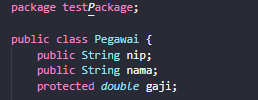 package testPackage;
public class Pegawai {
public String nip;
public String nama;
protected double gaji;